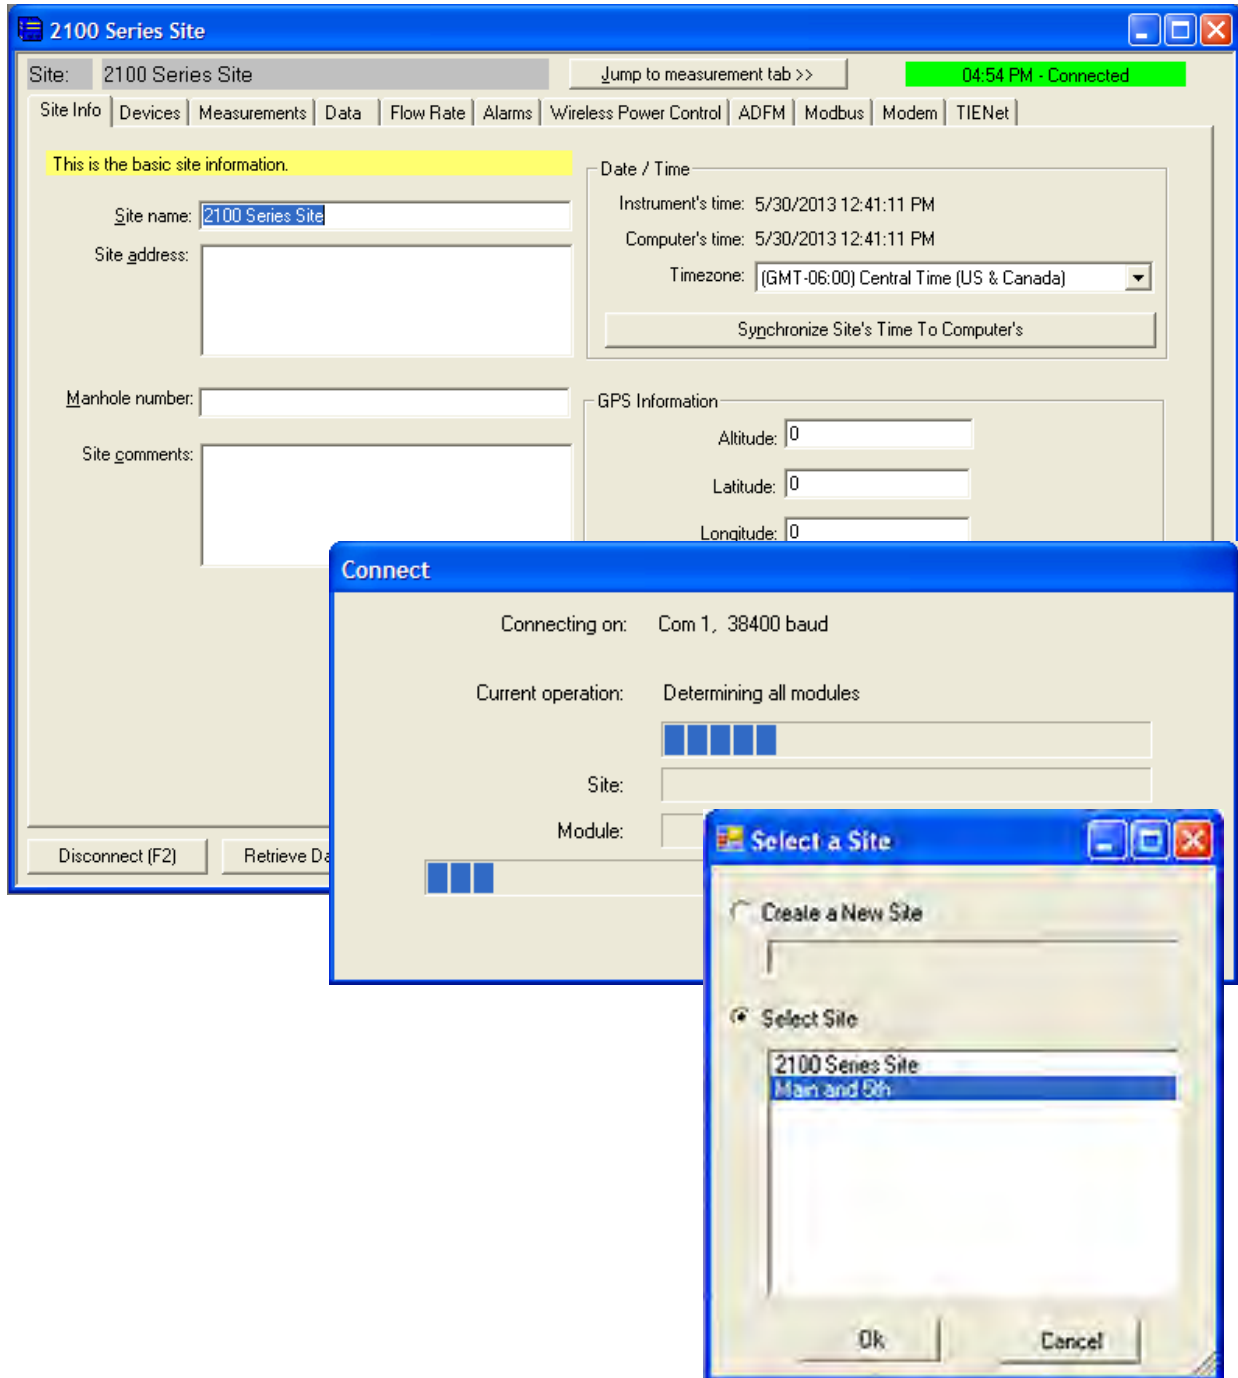 2100 Series Site
Site: 2100 Series Site Jump to measurement tab >> 04:54 PM - Connected
Site Info Devices Measurements Data Flow Rate Alarms Wireless Power Control ADFM Modbus Modem TIENet
This is the basic site information.
Site name: 2100 Series Site
Site address:
Manhole number:
Site comments:
Date / Time
Instrument's time: 5/30/2013 12:41:11 PM
Computer's time: 5/30/2013 12:41:11 PM
Timezone: (GMT-06:00) Central Time (US & Canada)
Synchronize Site's Time To Computer's
GPS Information
Altitude: 0
Latitude: 0
Longitude: 0
Disconnect (F2) Retrieve Da
Connect
Connecting on: Com 1, 38400 baud
Current operation: Determining all modules
Site:
Module:
Select a Site
Create a New Site
Select Site
2100 Series Site
Main and 5th
Ok Cancel